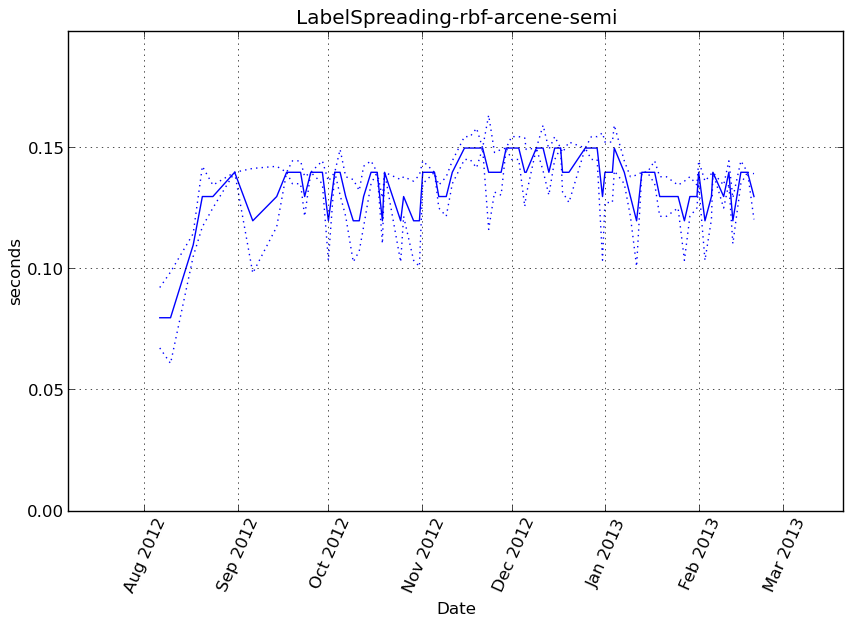 LabelSpreading-rbf-arcene-semi
seconds
0.15
0.10
0.05
0.00
Aug 2012
Sep 2012
Oct 2012
Nov 2012
Dec 2012
Jan 2013
Feb 2013
Mar 2013
Date